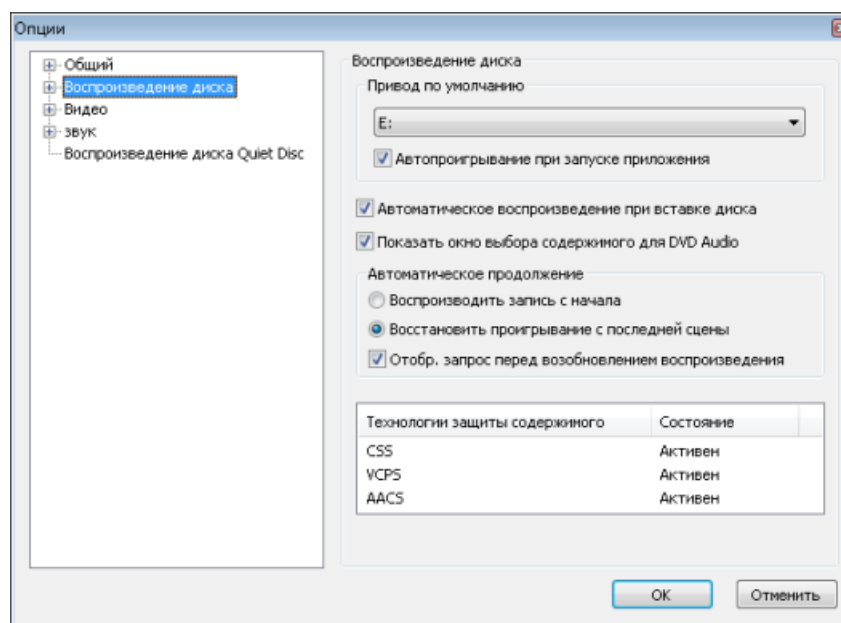 Опции
Общий
Воспроизведение диска
Видео
звук
Воспроизведение диска Quiet Disc
Воспроизведение диска
Привод по умолчанию
E:
Автопроигрывание при запуске приложения
Автоматическое воспроизведение при вставке диска
Показать окно выбора содержиного для DVD Audio
Автоматическое продолжение
Воспроизводить запись с начала
Восстановить проигрывание с последней сцены
Отобр. запрос перед возобновлением воспроизведения
Технологии защиты содержиного Состояние
CSS Активен
VCPS Активен
AACS Активен
OK Отменить